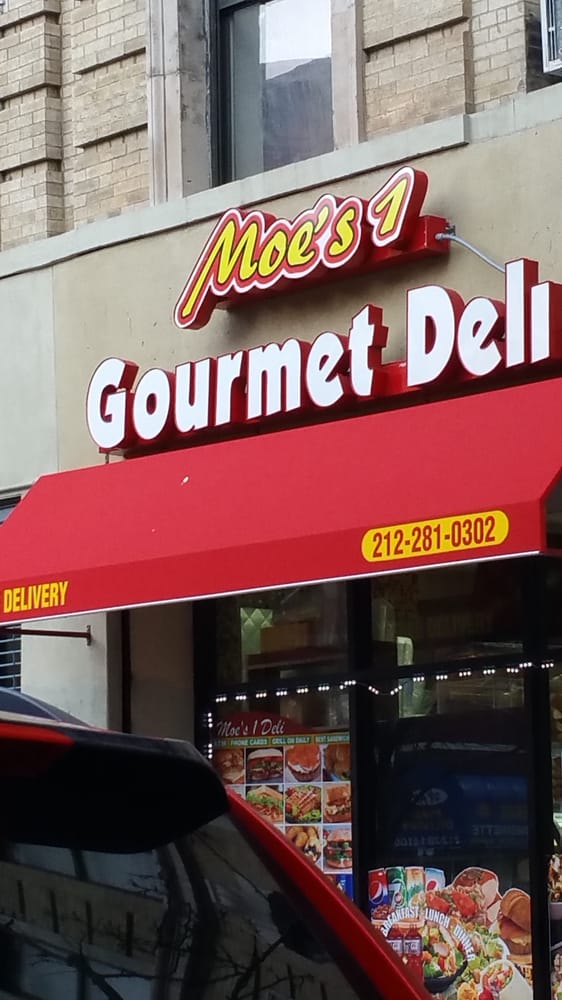 Moe's 1
Gourmet Deli
212-281-0302
DELIVERY
Moe's 1 Deli
PHONE CARDS GRILL ON DAILY BEST SANDWICH
BREAKFAST LUNCH DINNER